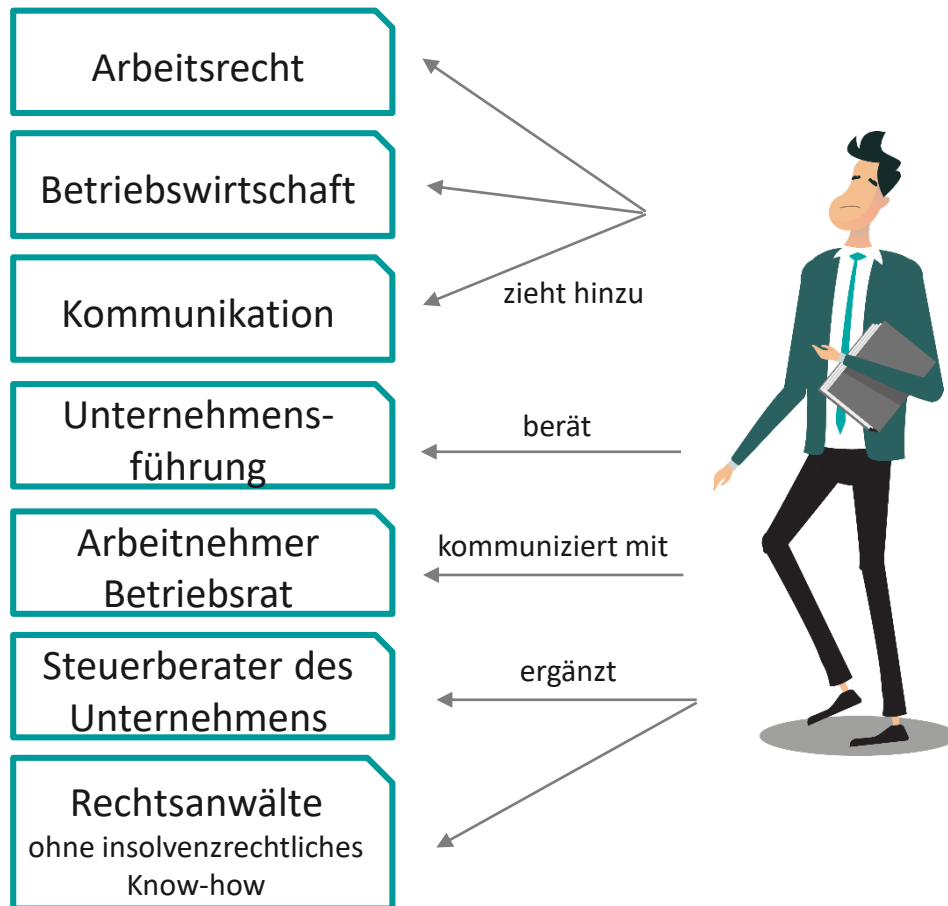 Arbeitsrecht
Betriebswirtschaft
Kommunikation
zieht hinzu
Unternehmens-
führung
berät
Arbeitnehmer
Betriebsrat
kommuniziert mit
Steuerberater des
Unternehmens
ergänzt
Rechtsanwälte
ohne insolvenzrechtliches
Know-how